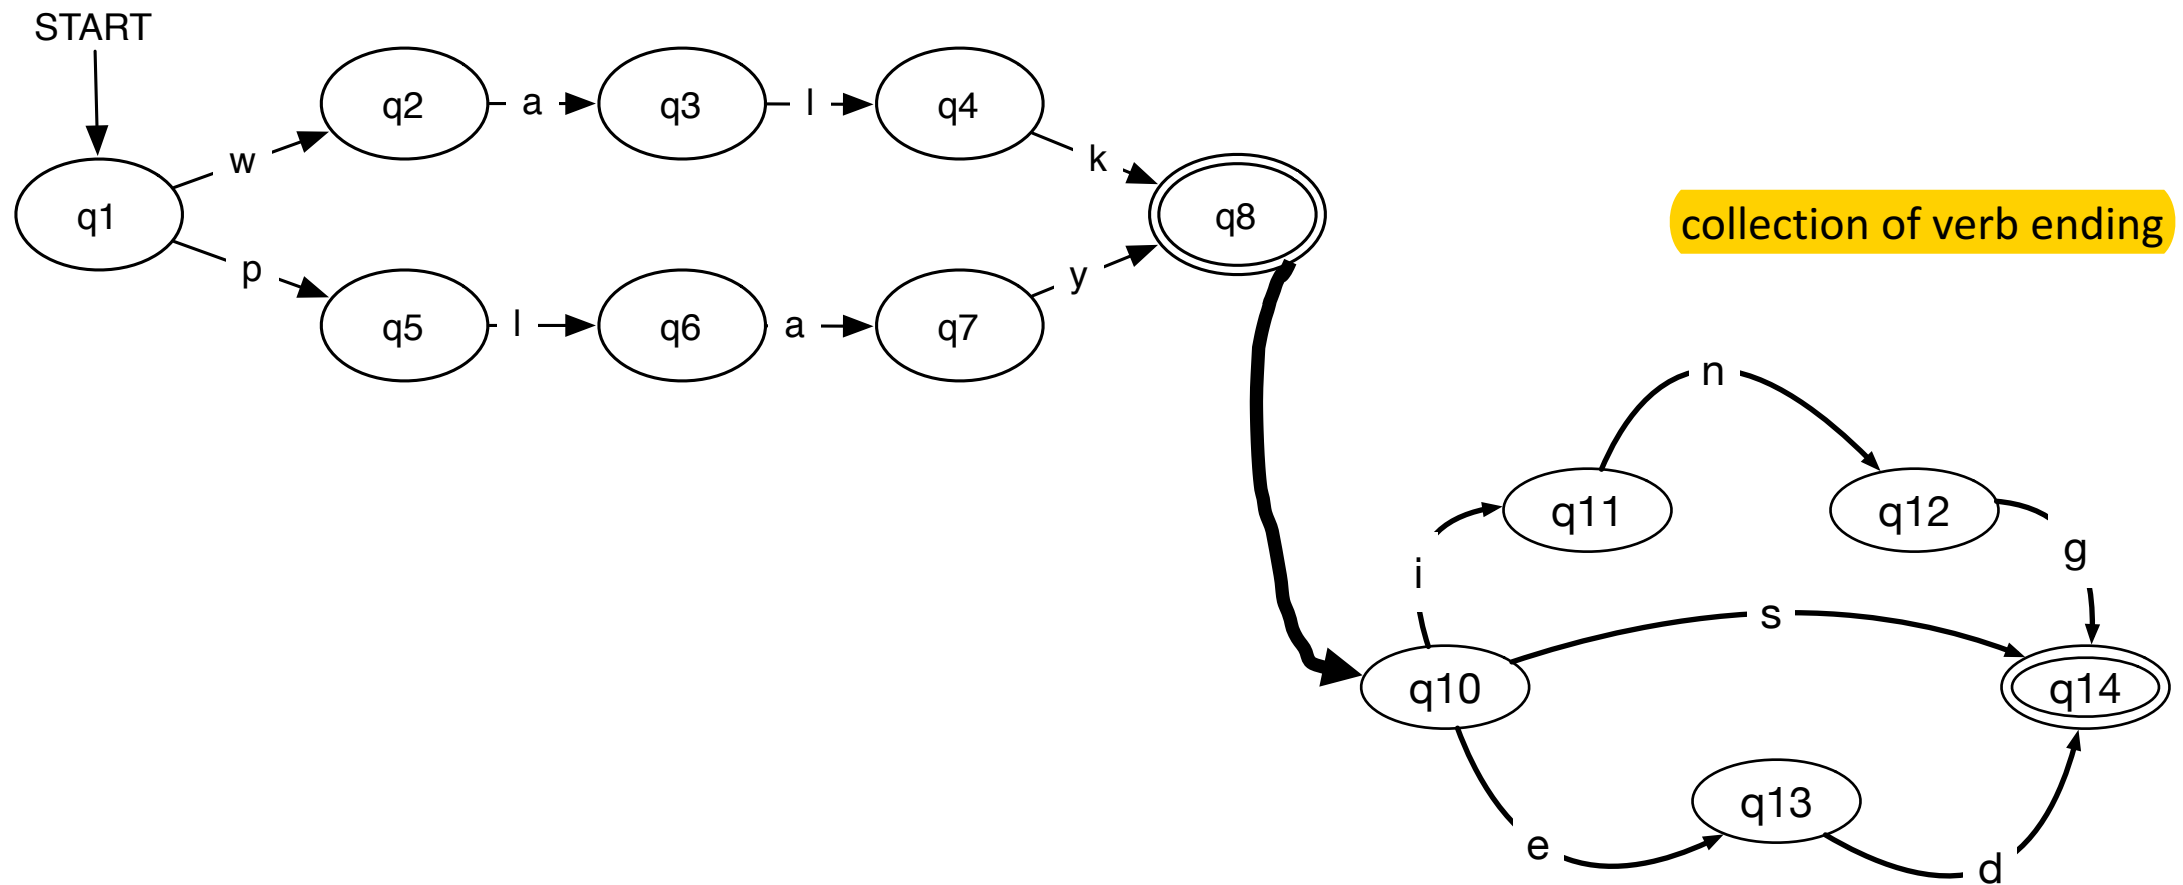 START
q2 a q3 l q4
w k
q1 q8
collection of verb ending
p y
q5 l q6 a q7
n
q11 q12
g
i
s
q10 q14
q13
e d